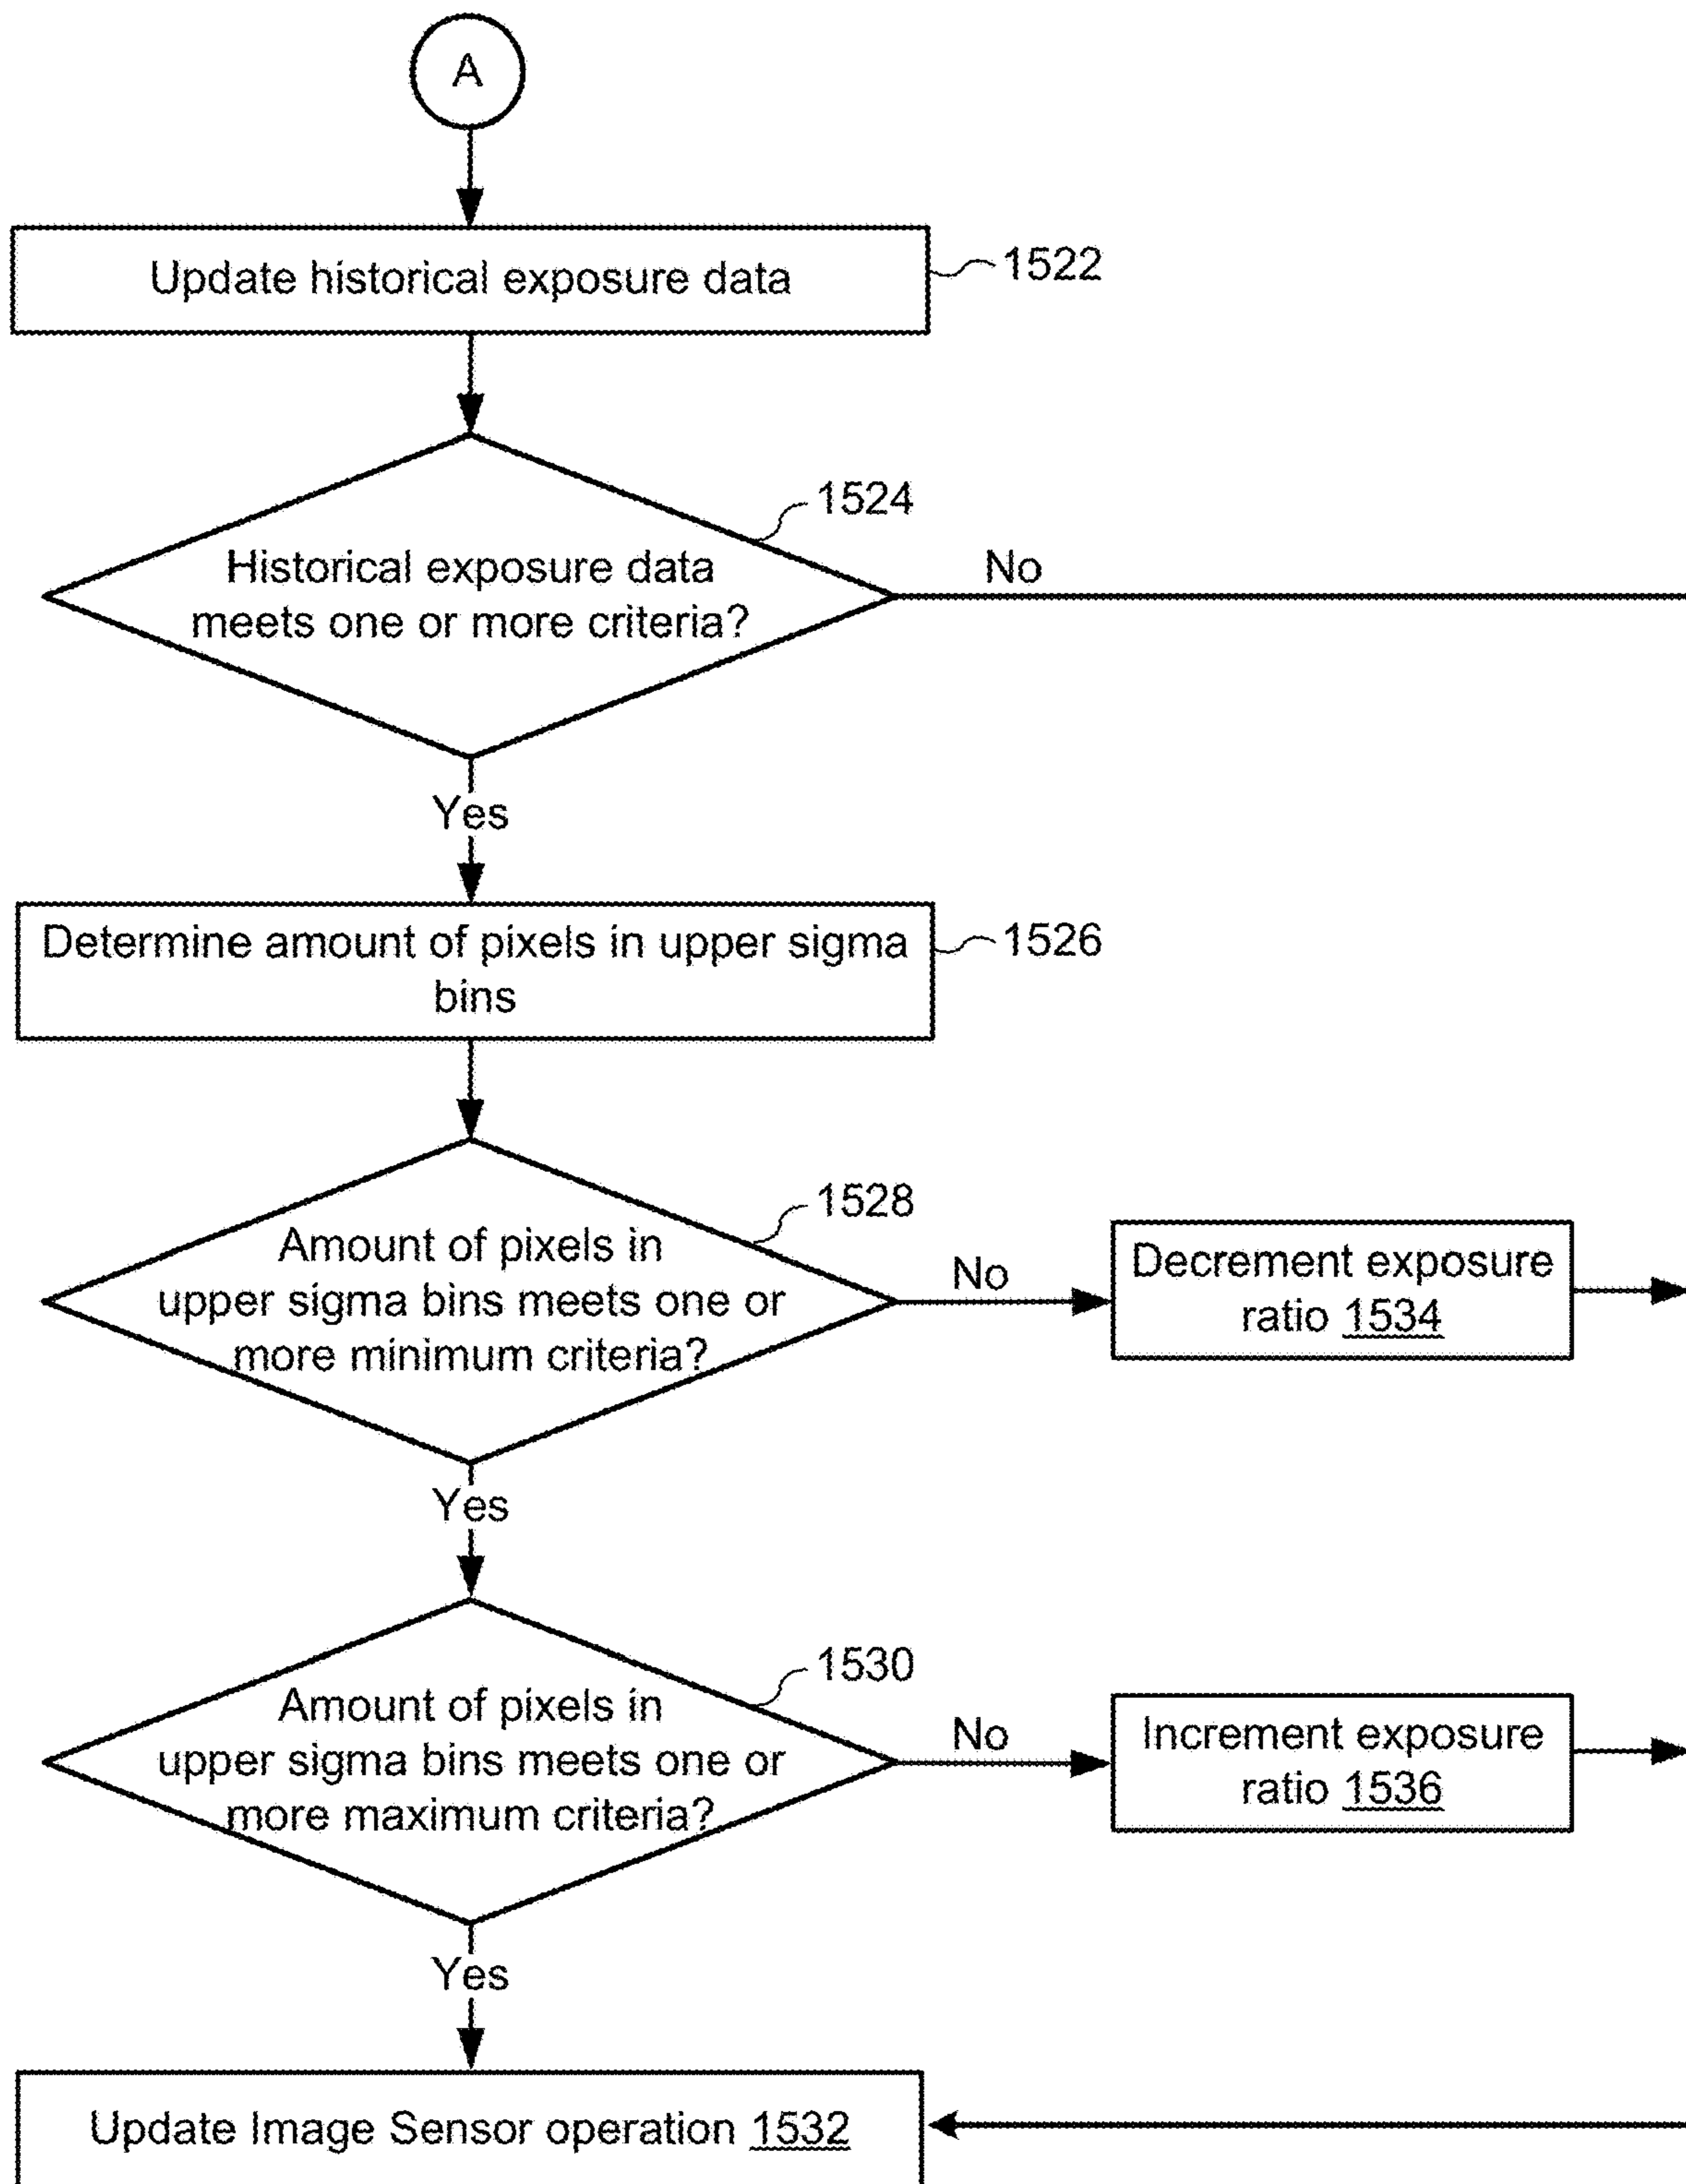 A
Update historical exposure data
1522
1524
Historical exposure data
meets one or more criteria?
No
Yes
Determine amount of pixels in upper sigma
bins
1526
1528
Amount of pixels in
upper sigma bins meets one or
more minimum criteria?
No
Decrement exposure
ratio 1534
Yes
1530
Amount of pixels in
upper sigma bins meets one or
more maximum criteria?
No
Increment exposure
ratio 1536
Yes
Update Image Sensor operation 1532